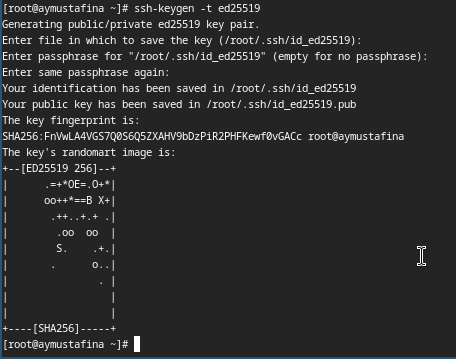 [root@aymustafina ~]# ssh-keygen -t ed25519
Generating public/private ed25519 key pair.
Enter file in which to save the key (/root/.ssh/id_ed25519):
Enter passphrase for "/root/.ssh/id_ed25519" (empty for no passphrase):
Enter same passphrase again:
Your identification has been saved in /root/.ssh/id_ed25519
Your public key has been saved in /root/.ssh/id_ed25519.pub
The key fingerprint is:
SHA256:FnVwLA4VGS7Q0S6Q5ZXAHV9bDzPiR2PHFKewf0vGACc root@aymustafina
The key's randomart image is:
+--[ED25519 256]--+
|      .=+*OE=.O+*|
|      oo++*==B X+|
|       .++..+.+ .|
|        .oo  oo  |
|        S.    .+.|
|       .      o..|
|               . |
|                 |
|                 |
+----[SHA256]-----+
[root@aymustafina ~]#